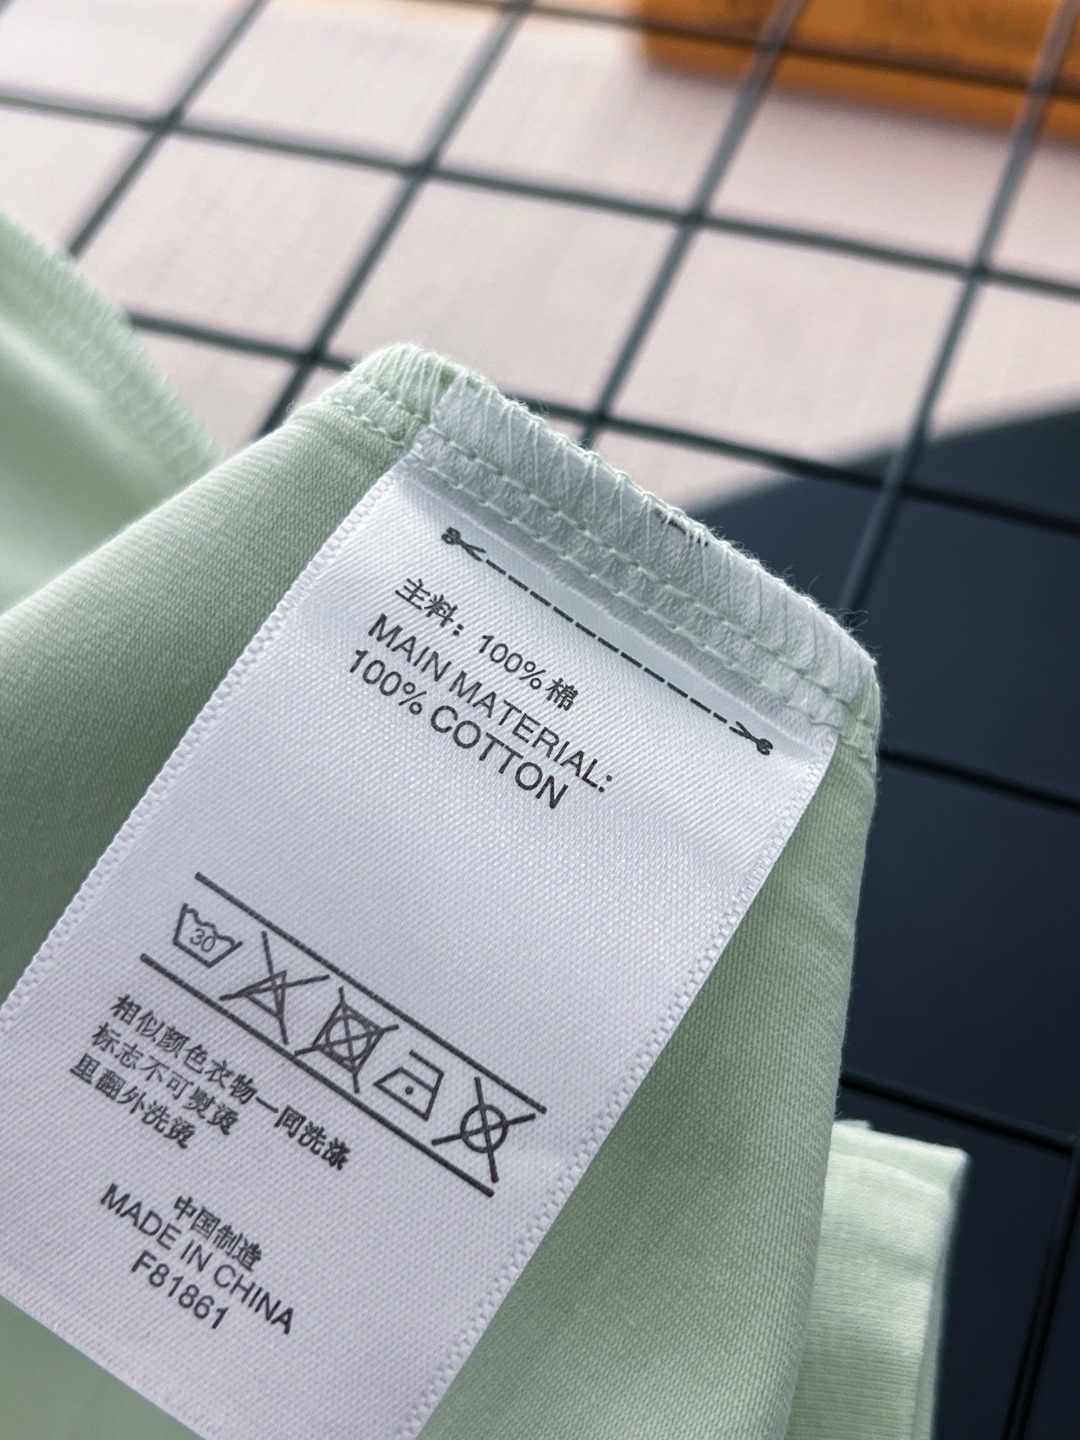 主料：100%棉
MAIN MATERIAL:
100% COTTON
30
相似颜色衣物一同洗涤
标志不可熨烫
里翻外洗烫
中国制造
MADE IN CHINA
F81861